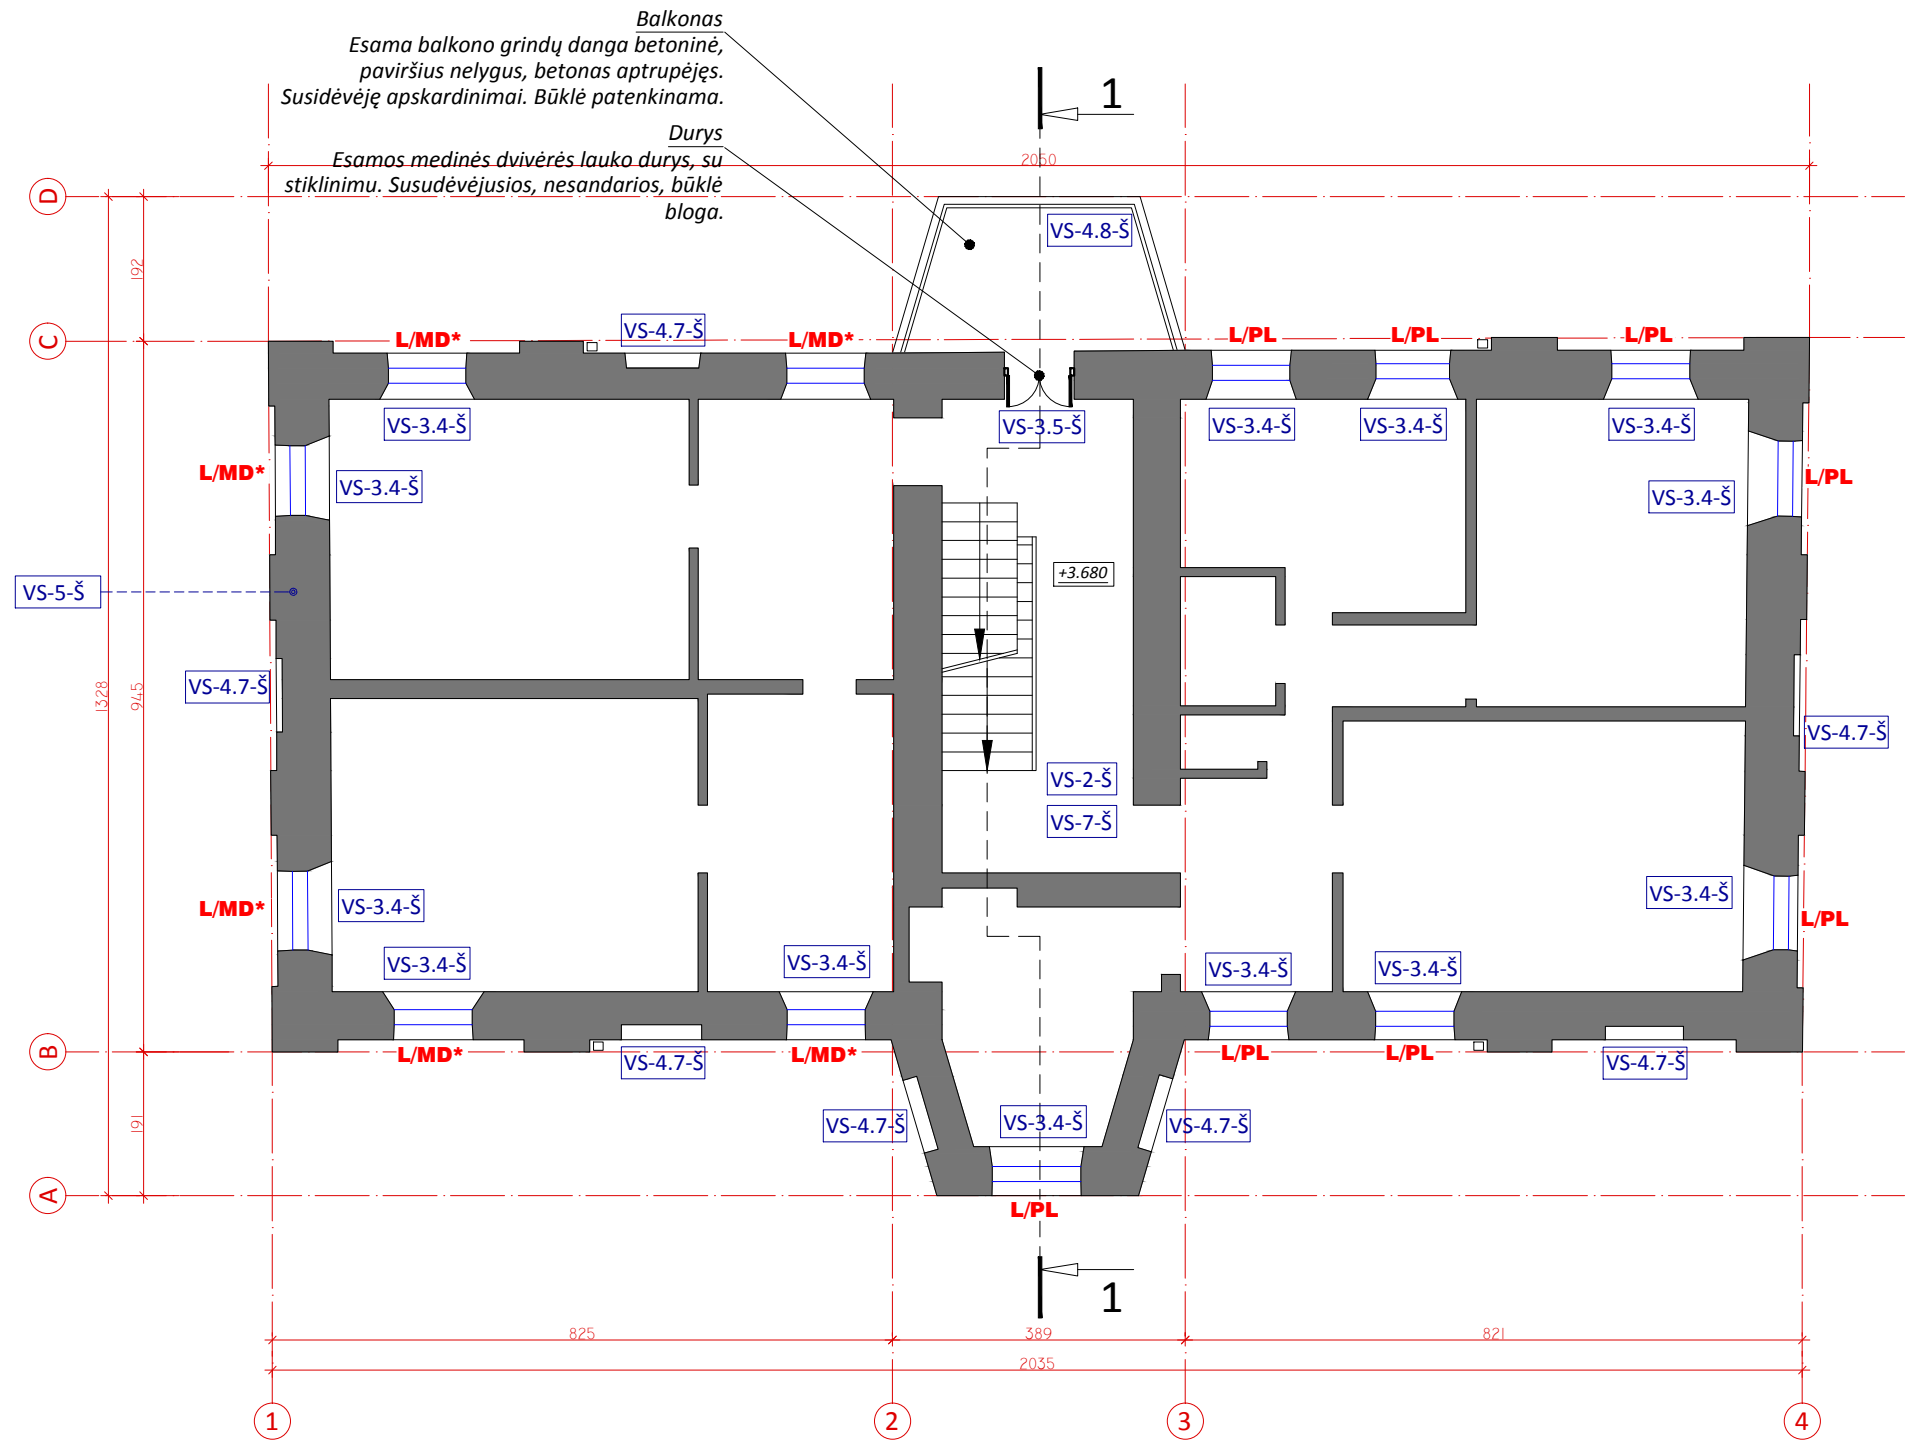 Balkonas
Esama balkono grindų danga betoninė,
paviršius nelygus, betonas aptrupėjęs.
Susidėvėję apskardinimai. Būklė patenkinama.
1
Durys
Esamos medinės dvivėrės lauko durys, su
stiklinimu. Susudėvėjusios, nesandarios, būklė
bloga.
2050
D
VS-4.8-Š
192
C
L/MD*
VS-4.7-Š
L/MD*
L/PL
L/PL
L/PL
VS-3.4-Š
VS-3.5-Š
VS-3.4-Š
VS-3.4-Š
VS-3.4-Š
L/MD*
VS-3.4-Š
VS-3.4-Š
L/PL
+3.680
VS-5-Š
1328
945
VS-4.7-Š
VS-4.7-Š
VS-2-Š
VS-7-Š
L/MD*
VS-3.4-Š
VS-3.4-Š
L/PL
VS-3.4-Š
VS-3.4-Š
VS-3.4-Š
VS-3.4-Š
B
L/MD*
VS-4.7-Š
L/MD*
L/PL
L/PL
VS-4.7-Š
191
VS-4.7-Š
VS-3.4-Š
VS-4.7-Š
A
L/PL
1
825
389
821
2035
1
2
3
4